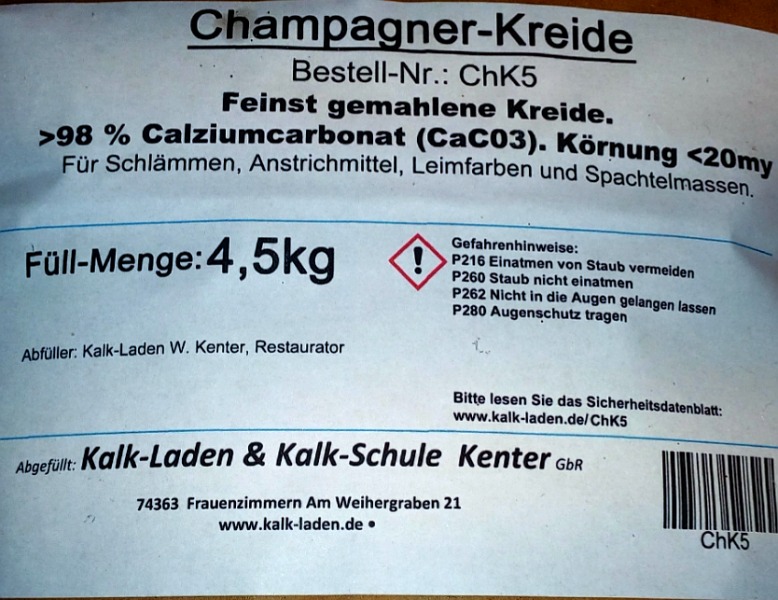 Champagner-Kreide
Bestell-Nr.: ChK5
Feinst gemahlene Kreide.
>98 % Calziumcarbonat (CaC03). Körnung <20my
Für Schlämmen, Anstrichmittel, Leimfarben und Spachtelmassen.
Füll-Menge: 4,5kg
!
Gefahrenhinweise:
P216 Einatmen von Staub vermeiden
P260 Staub nicht einatmen
P262 Nicht in die Augen gelangen lassen
P280 Augenschutz tragen
Abfüller: Kalk-Laden W. Kenter, Restaurator
Bitte lesen Sie das Sicherheitsdatenblatt:
www.kalk-laden.de/ChK5
Abgefüllt: Kalk-Laden & Kalk-Schule Kenter GbR
74363 Frauenzimmern Am Weihergraben 21
www.kalk-laden.de •
ChK5